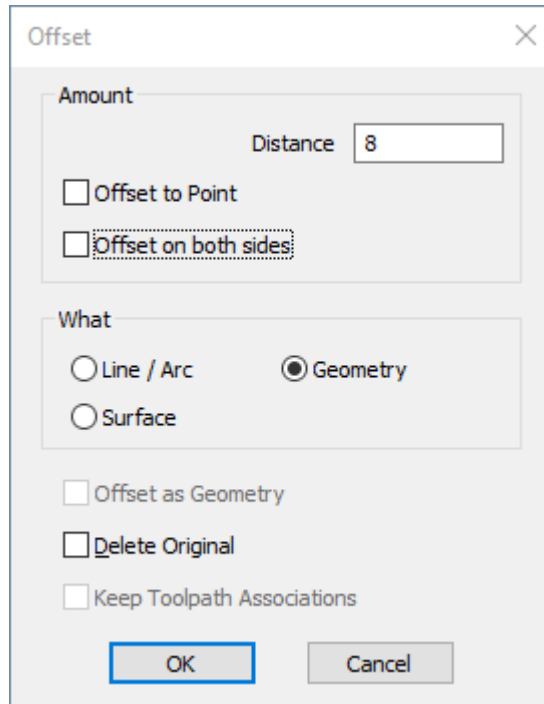 Offset
Amount
Distance 8
Offset to Point
Offset on both sides
What
Line / Arc Geometry
Surface
Offset as Geometry
Delete Original
Keep Toolpath Associations
OK Cancel